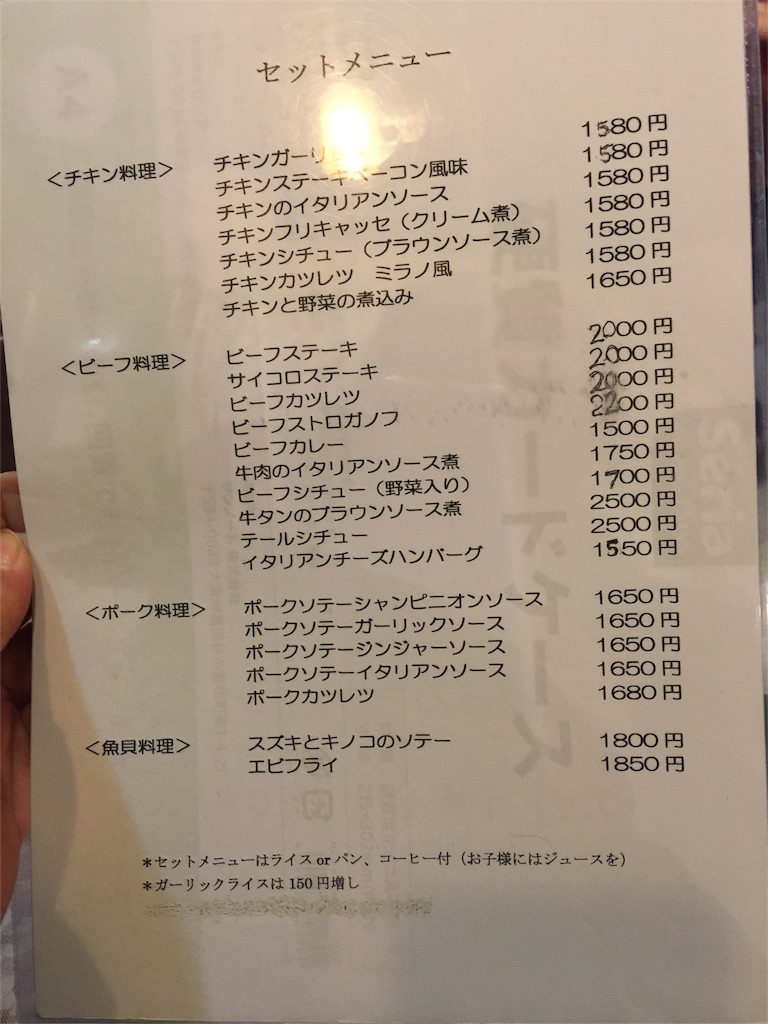 セットメニュー
<チキン料理> チキンガーリ 1580円
チキンステーキベーコン風味 1580円
チキンのイタリアンソース 1580円
チキンフリキャッセ（クリーム煮） 1580円
チキンシチュー（ブラウンソース煮） 1580円
チキンカツレツ　ミラノ風 1580円
チキンと野菜の煮込み 1650円
<ビーフ料理> ビーフステーキ 2000円
サイコロステーキ 2000円
ビーフカツレツ 2000円
ビーフストロガノフ 2200円
ビーフカレー 1500円
牛肉のイタリアンソース煮 1750円
ビーフシチュー（野菜入り） 1700円
牛タンのブラウンソース煮 2500円
テールシチュー 2500円
イタリアンチーズハンバーグ 1550円
<ポーク料理> ポークソテーシャンピニオンソース 1650円
ポークソテーガーリックソース 1650円
ポークソテージンジャーソース 1650円
ポークソテーイタリアンソース 1650円
ポークカツレツ 1680円
<魚貝料理> スズキとキノコのソテー 1800円
エビフライ 1850円
＊セットメニューはライス or パン、コーヒー付（お子様にはジュースを）
＊ガーリックライスは 150 円増し